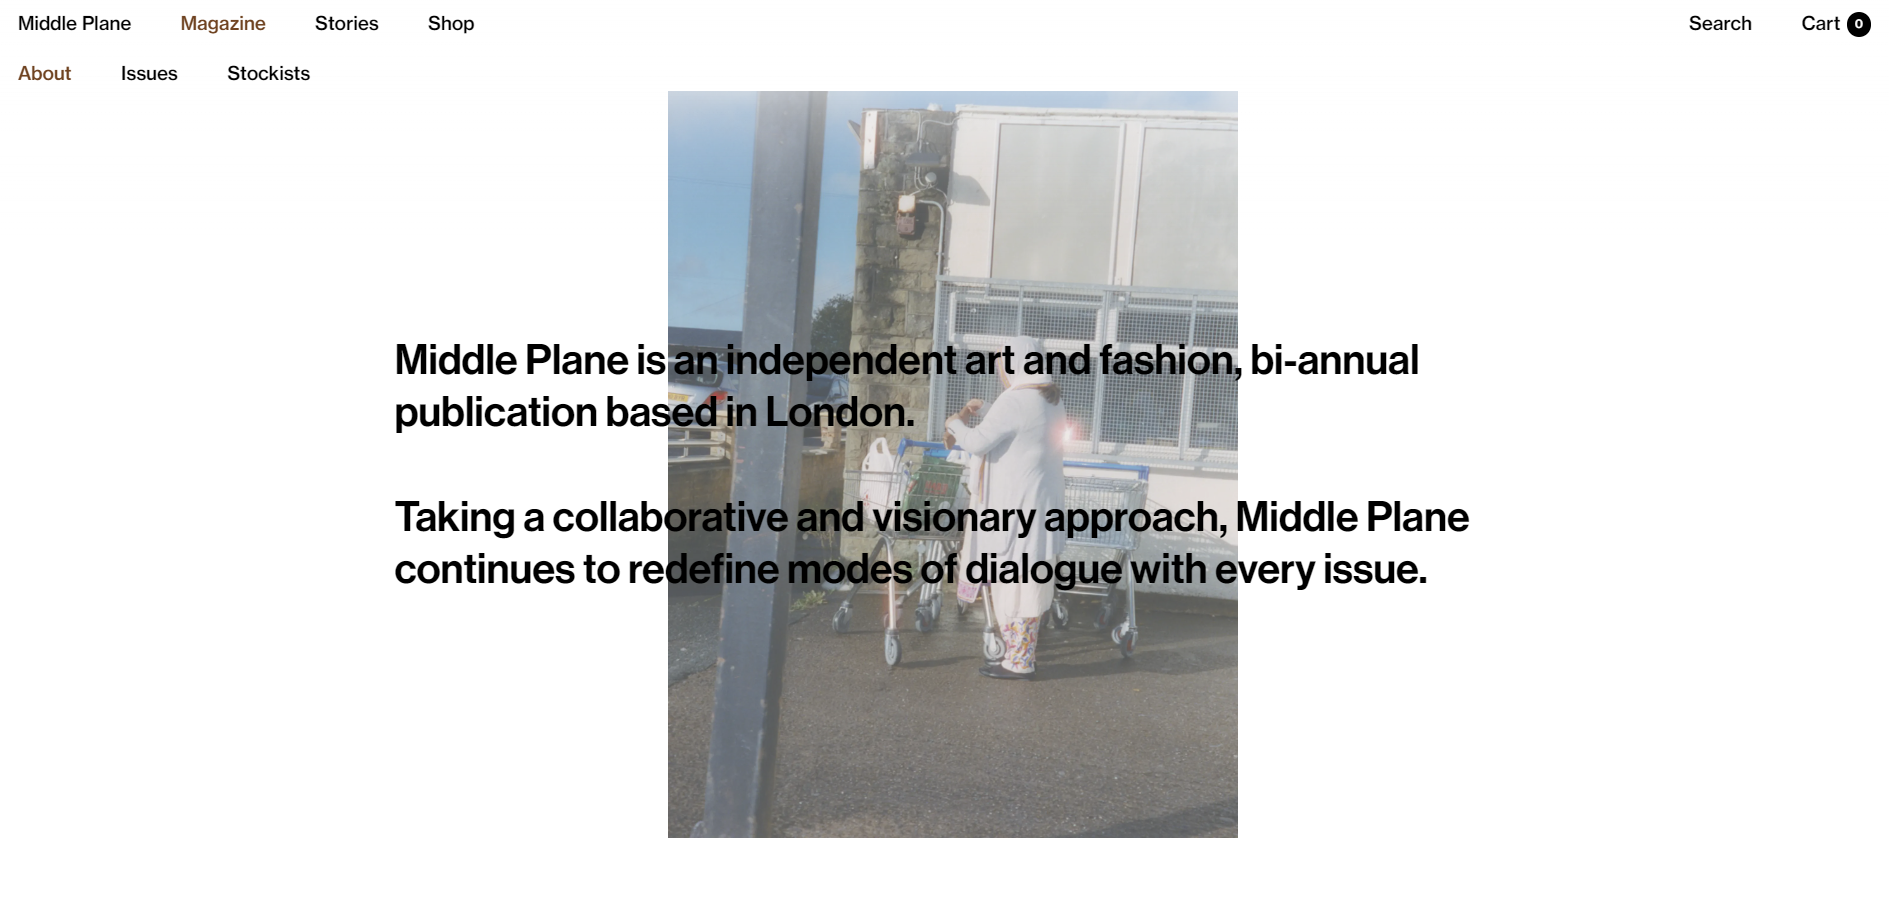 Middle Plane Magazine Stories Shop Search Cart 0
About Issues Stockists
Middle Plane is an independent art and fashion, bi-annual
publication based in London.
Taking a collaborative and visionary approach, Middle Plane
continues to redefine modes of dialogue with every issue.